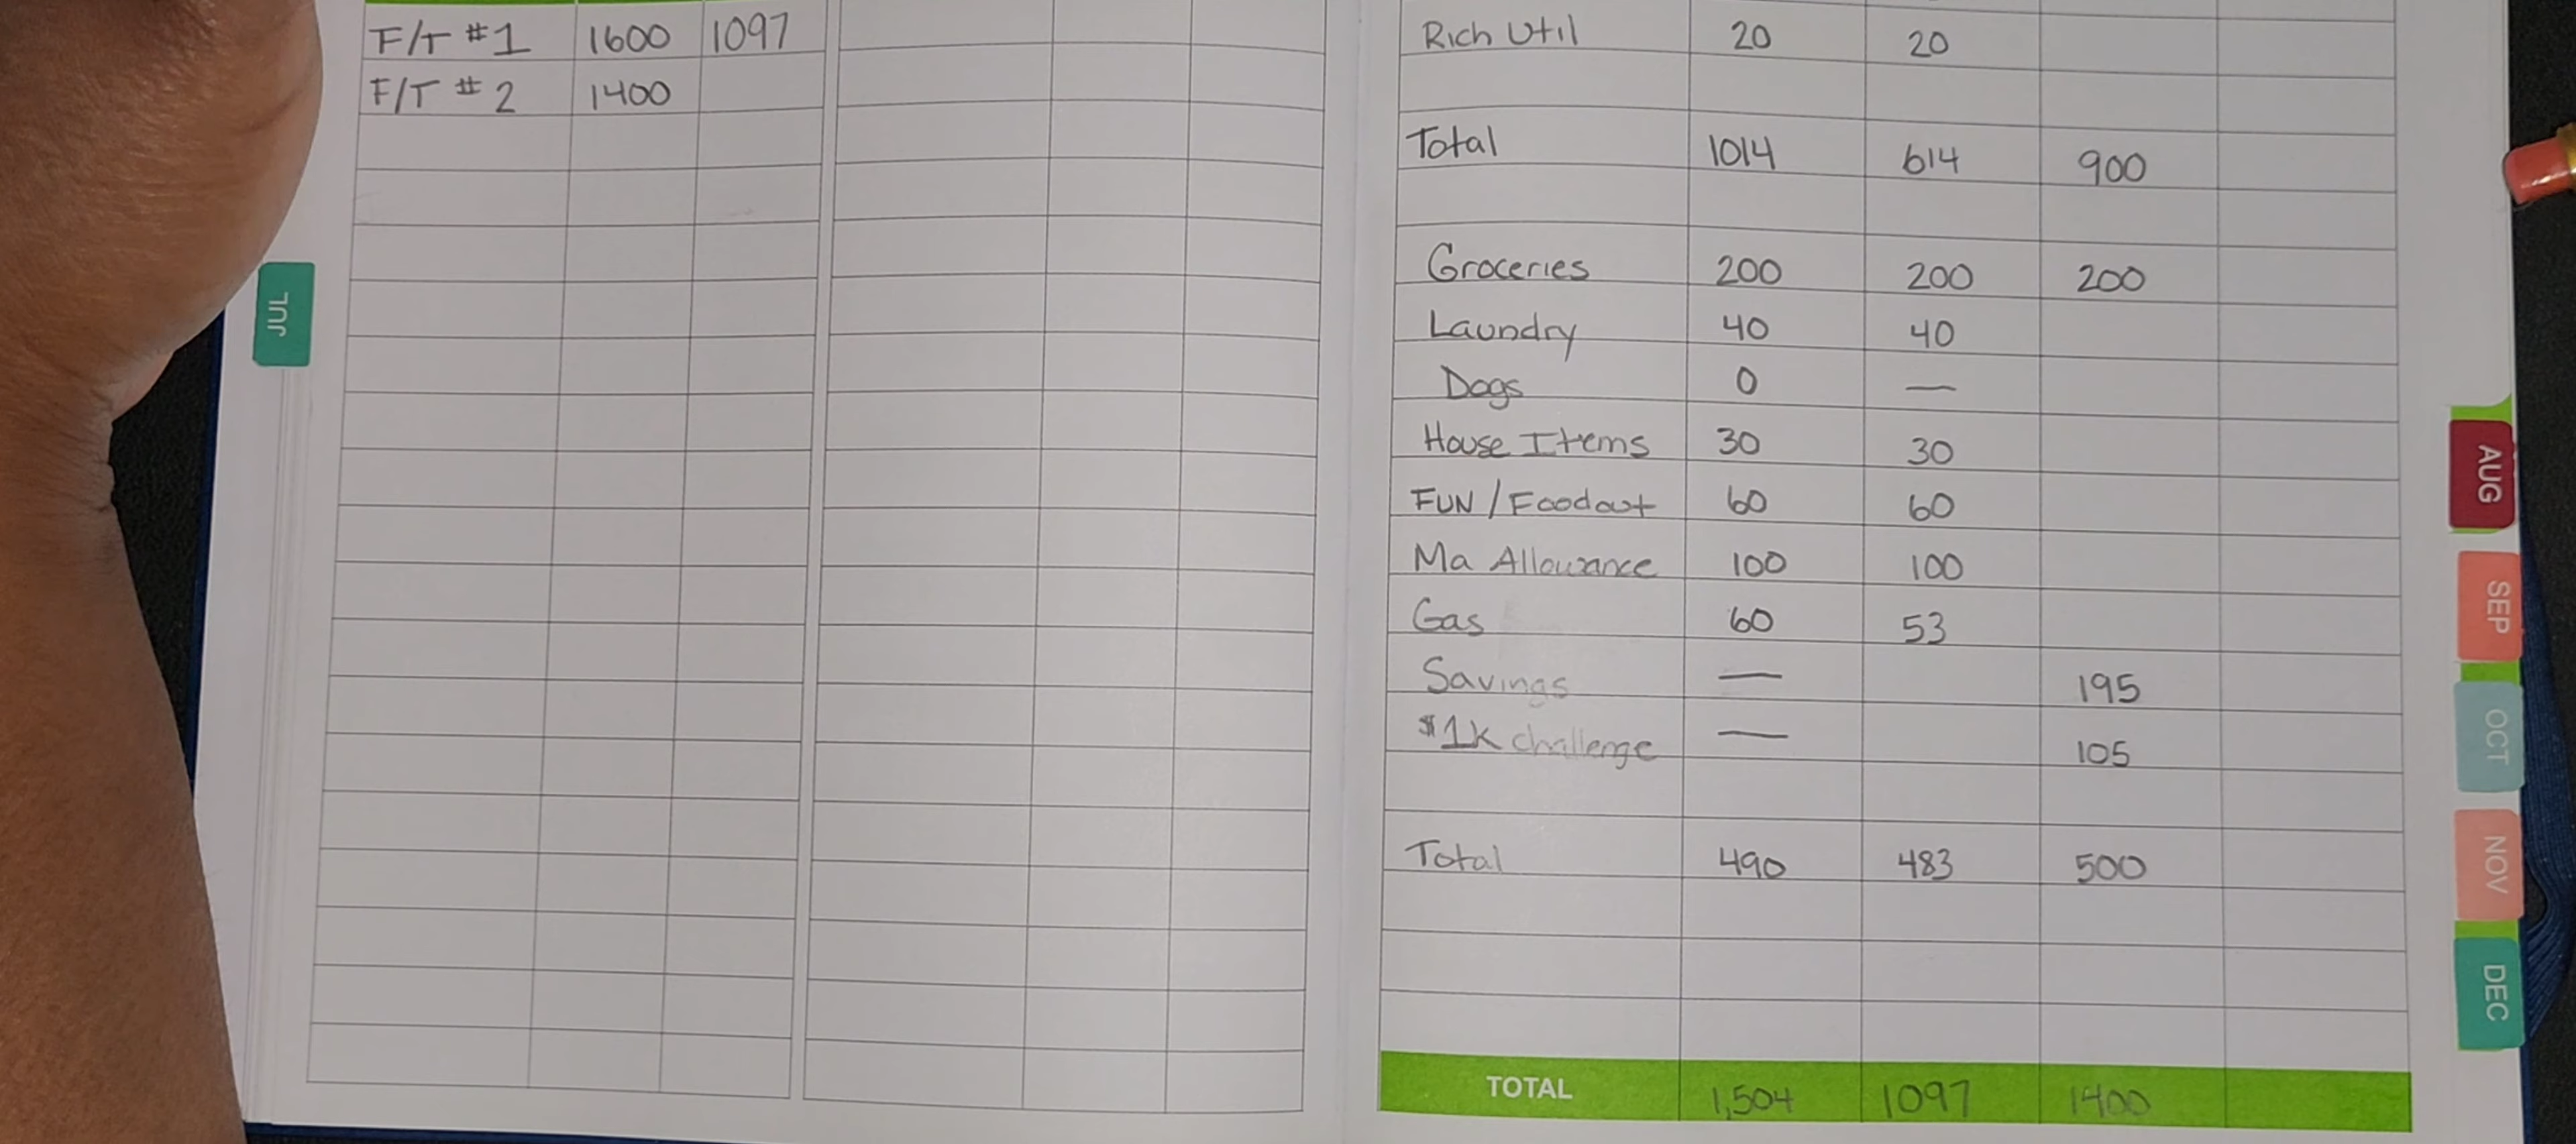 F/T #1 1600 1097
F/T #2 1400
JUL
Rich Util 20 20
Total 1014 614 900
Groceries 200 200 200
Laundry 40 40
Dogs 0 —
House Items 30 30
FUN / Foodout 60 60
Ma Allowance 100 100
Gas 60 53
Savings — 195
$1K challenge — 105
Total 490 483 500
TOTAL 1,504 1097 1400
AUG
SEP
OCT
NOV
DEC